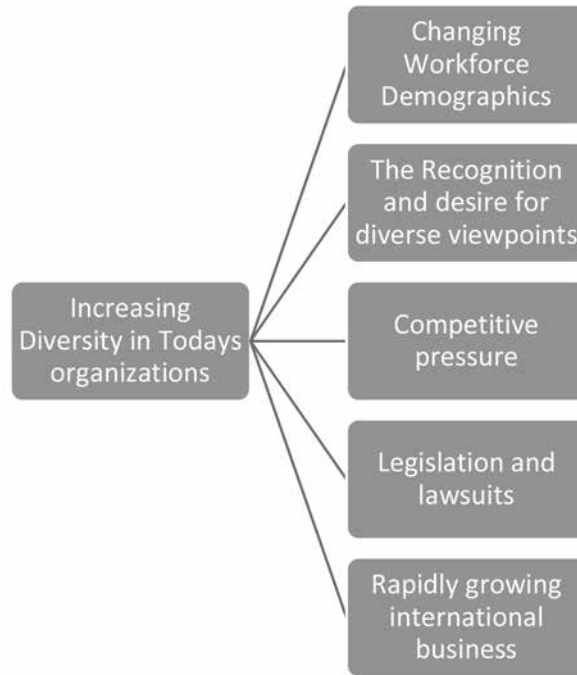 Changing
Workforce
Demographics
The Recognition
and desire for
diverse viewpoints
Increasing
Diversity in Todays
organizations
Competitive
pressure
Legislation and
lawsuits
Rapidly growing
international
business